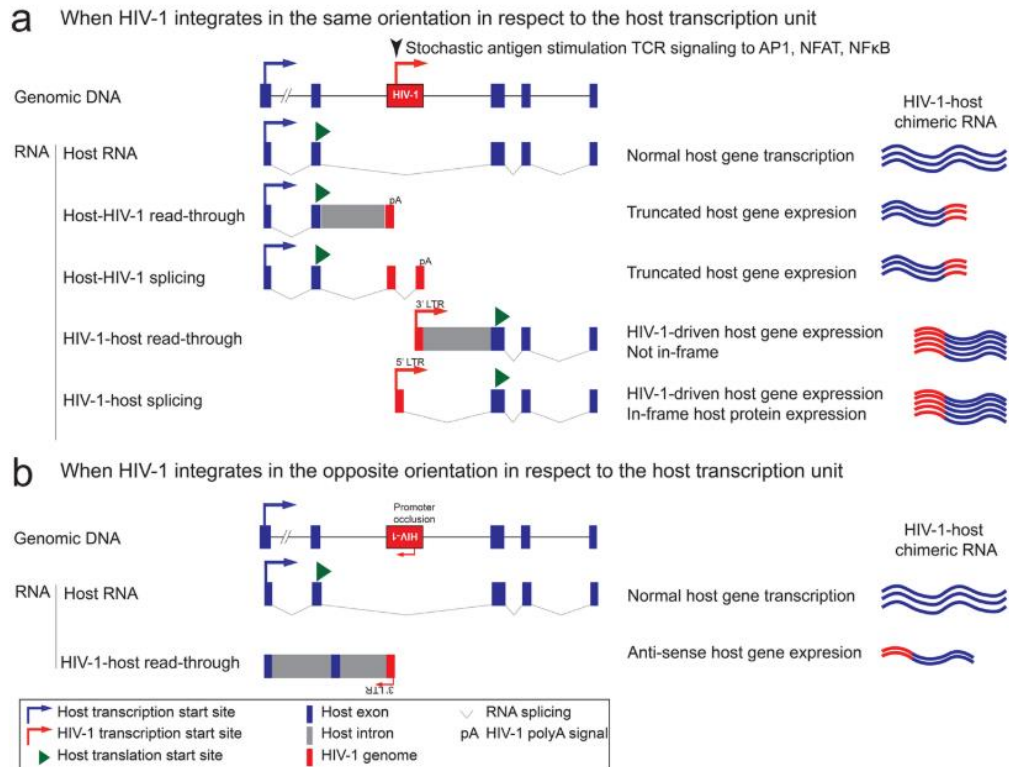 a When HIV-1 integrates in the same orientation in respect to the host transcription unit
Stochastic antigen stimulation TCR signaling to AP1, NFAT, NFκB
Genomic DNA
HIV-1
HIV-1-host
chimeric RNA
RNA
Host RNA
Normal host gene transcription
Host-HIV-1 read-through
pA
Truncated host gene expresion
Host-HIV-1 splicing
pA
Truncated host gene expresion
3' LTR
HIV-1-host read-through
HIV-1-driven host gene expression
Not in-frame
5' LTR
HIV-1-host splicing
HIV-1-driven host gene expression
In-frame host protein expression
b When HIV-1 integrates in the opposite orientation in respect to the host transcription unit
Promoter
occlusion
Genomic DNA
HIV-1
HIV-1-host
chimeric RNA
RNA
Host RNA
Normal host gene transcription
HIV-1-host read-through
Anti-sense host gene expresion
3' LTR
Host transcription start site
Host exon
RNA splicing
HIV-1 transcription start site
Host intron
pA HIV-1 polyA signal
Host translation start site
HIV-1 genome